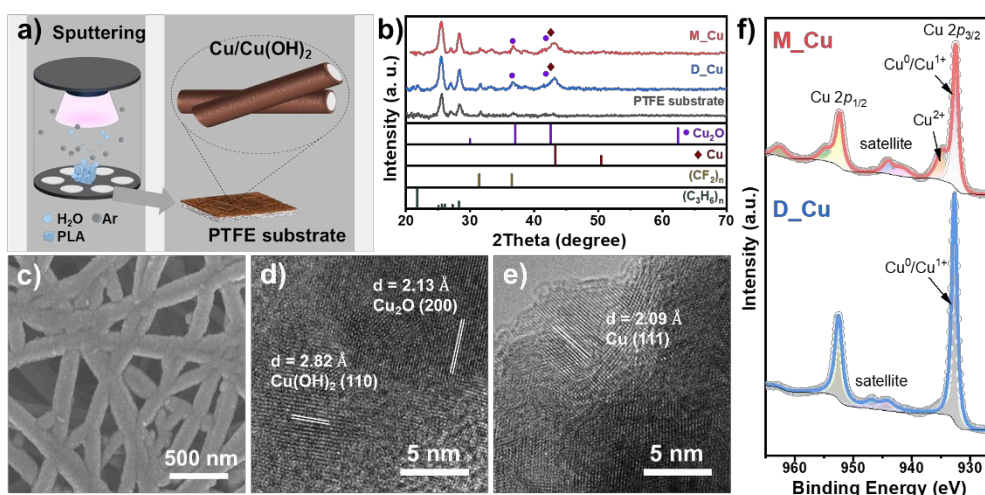 a) Sputtering
Cu/Cu(OH)₂
H₂O Ar
PLA
PTFE substrate
b)
Intensity (a. u.)
M_Cu
D_Cu
PTFE substrate
Cu₂O
Cu
(CF₂)ₙ
(C₃H₆)ₙ
20 30 40 50 60 70
2Theta (degree)
c)
500 nm
d)
d = 2.13 Å
Cu₂O (200)
d = 2.82 Å
Cu(OH)₂ (110)
5 nm
e)
d = 2.09 Å
Cu (111)
5 nm
f)
Intensity (a.u.)
M_Cu
Cu 2p₃/₂
Cu⁰/Cu¹⁺
Cu 2p₁/₂
Cu²⁺
satellite
D_Cu
Cu⁰/Cu¹⁺
satellite
960 950 940 930
Binding Energy (eV)